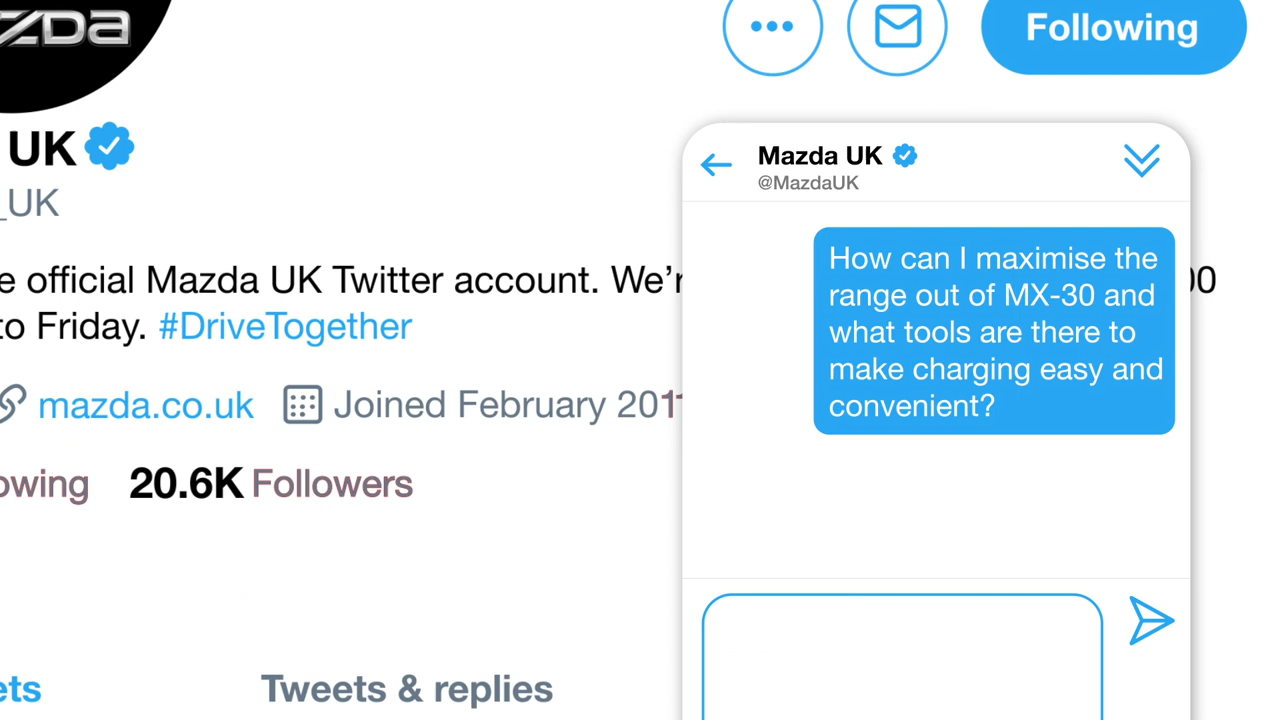 ZDA
Following
UK
_UK
e official Mazda UK Twitter account. We'r
00
to Friday. #DriveTogether
mazda.co.uk
Joined February 2011
owing
20.6K Followers
ets
Tweets & replies
Mazda UK
@MazdaUK
How can I maximise the
range out of MX-30 and
what tools are there to
make charging easy and
convenient?